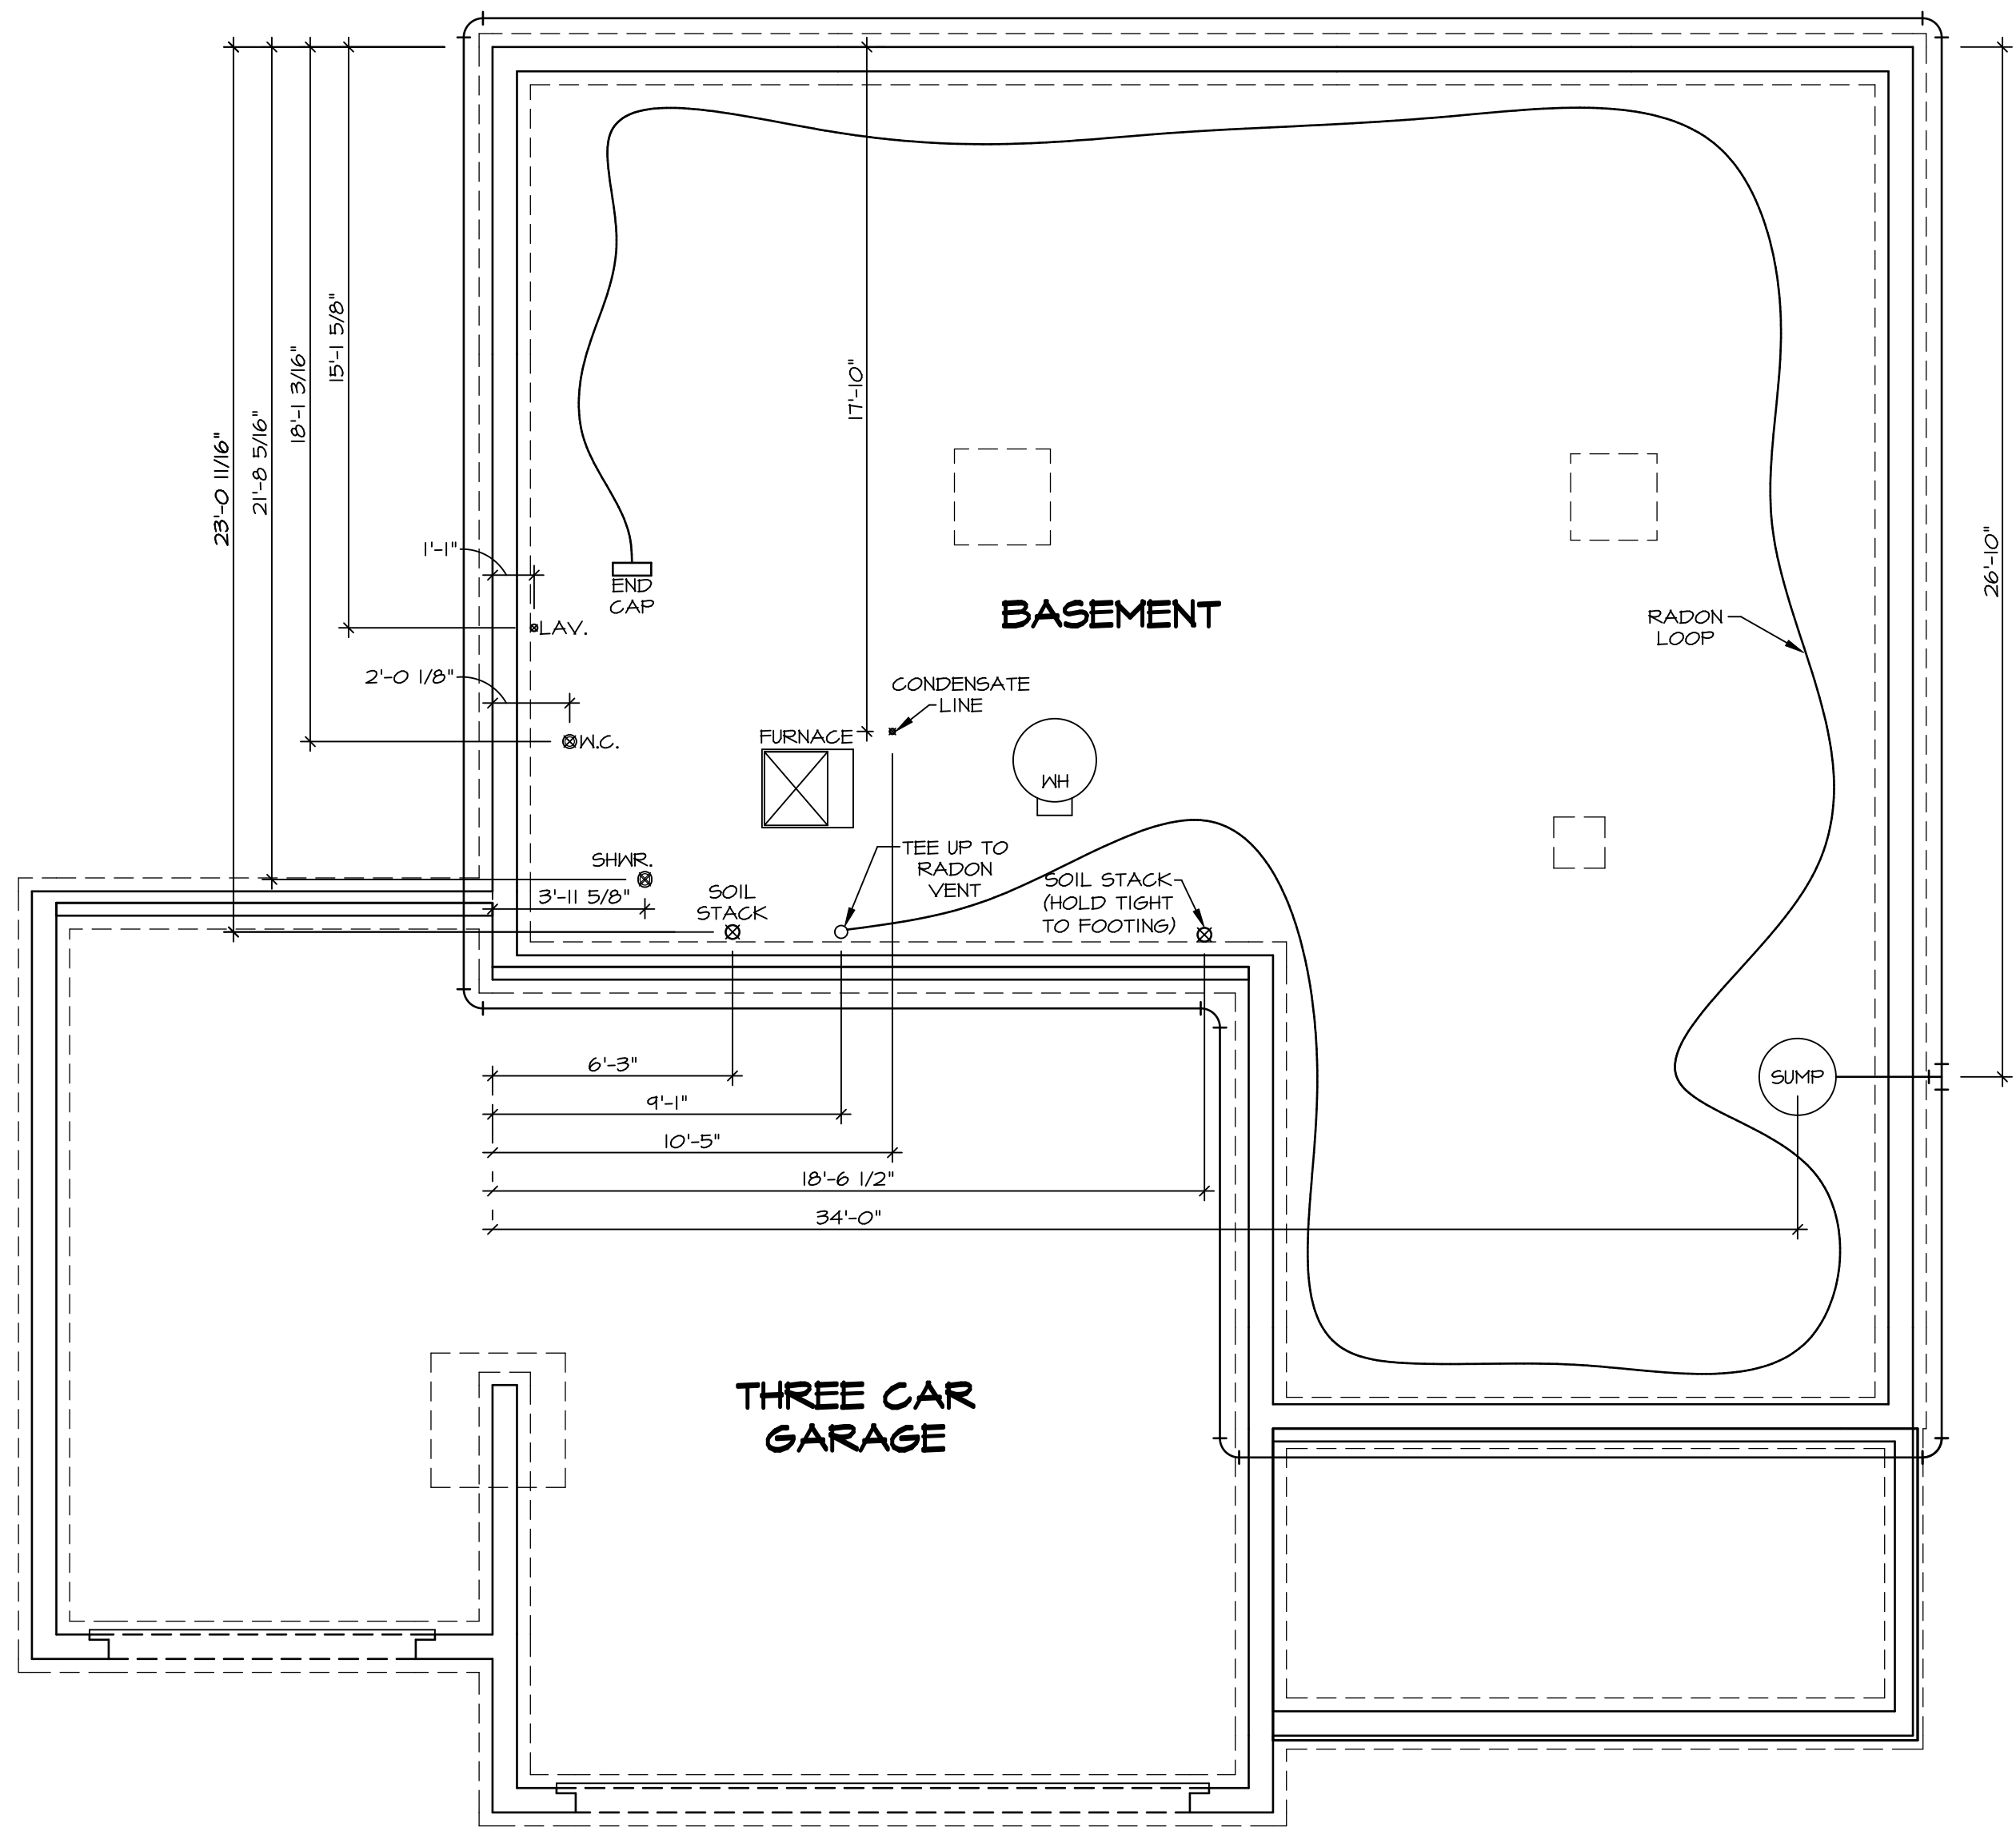 15'-1 5/8"
18'-1 3/16"
21'-8 5/16"
23'-0 11/16"
17'-10"
26'-10"
1'-1"
END
CAP
LAV.
BASEMENT
RADON
LOOP
2'-0 1/8"
CONDENSATE
LINE
W.C.
FURNACE
WH
TEE UP TO
RADON
VENT
SHWR.
3'-11 5/8"
SOIL
STACK
SOIL STACK
(HOLD TIGHT
TO FOOTING)
SUMP
6'-3"
9'-1"
10'-5"
18'-6 1/2"
34'-0"
THREE CAR
GARAGE